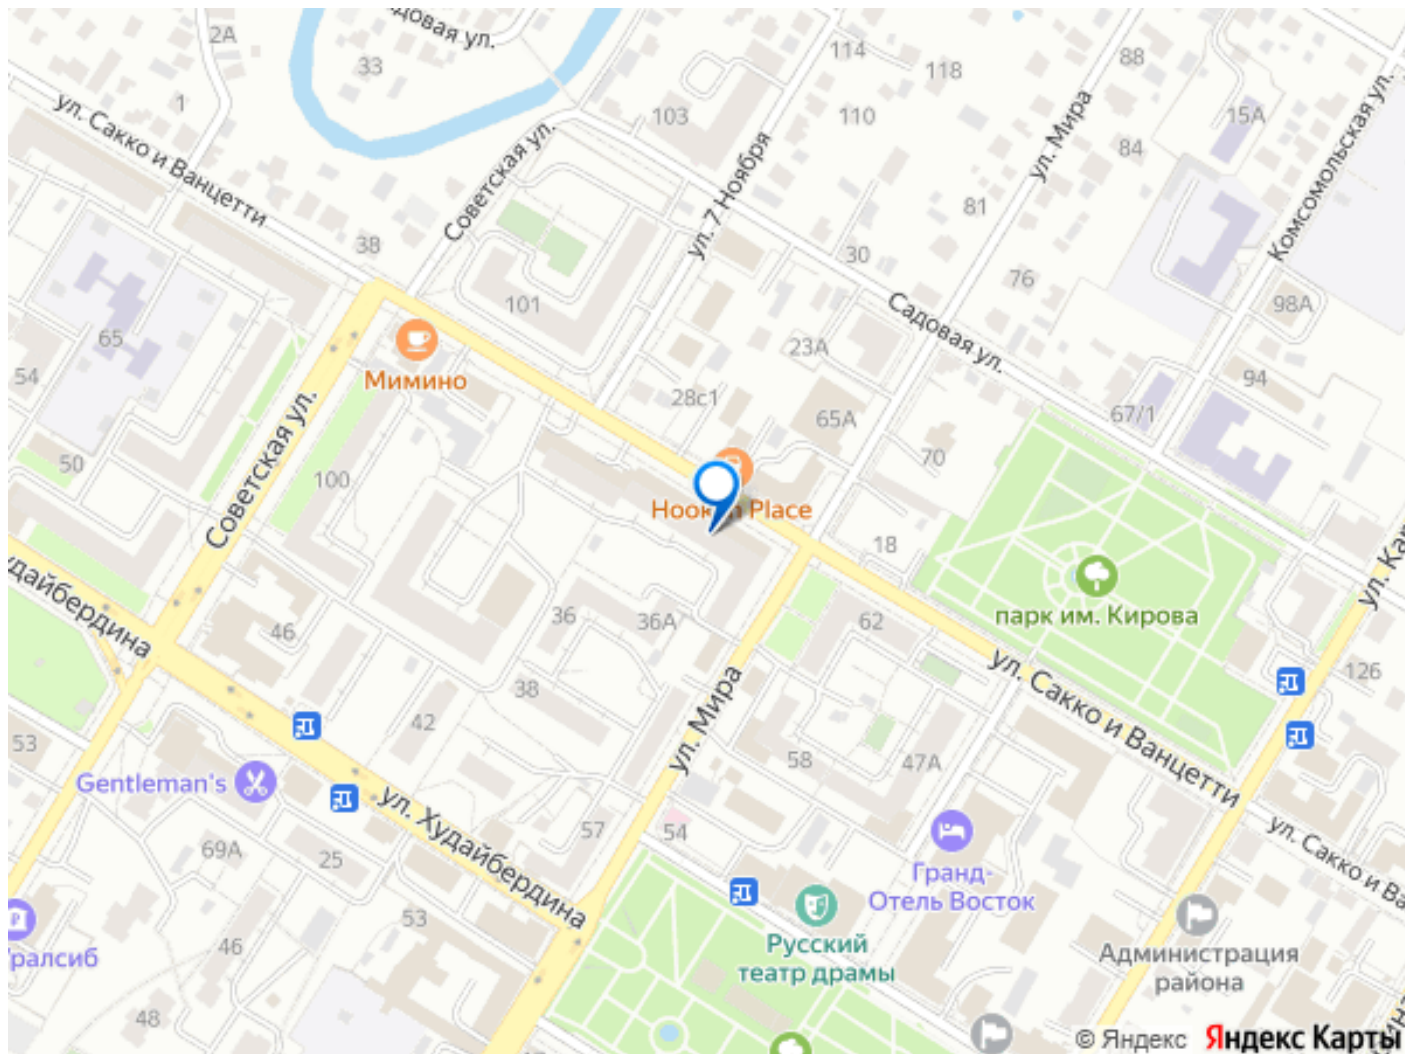 Садовая ул.
2А
33
1
ул. Сакко и Ванцетти
38
Советская ул.
103
114
118
110
88
84
15А
ул. 7 Ноября
ул. Мира
Комсомольская ул.
81
30
76
98А
101
65
54
Мимино
23А
Садовая ул.
28с1
65А
94
67/1
50
100
Советская ул.
70
Place
18
парк им. Кирова
46
36
36А
62
38
42
53
ул. Мира
ул. Сакко и Ванцетти
126
58
47А
Gentleman's
ул. Худайбердина
69А
25
57
54
Гранд-
Отель Восток
ул. Сакко и Ва
53
46
48
Русский
театр драмы
Администрация
района
© Яндекс Яндекс Карты